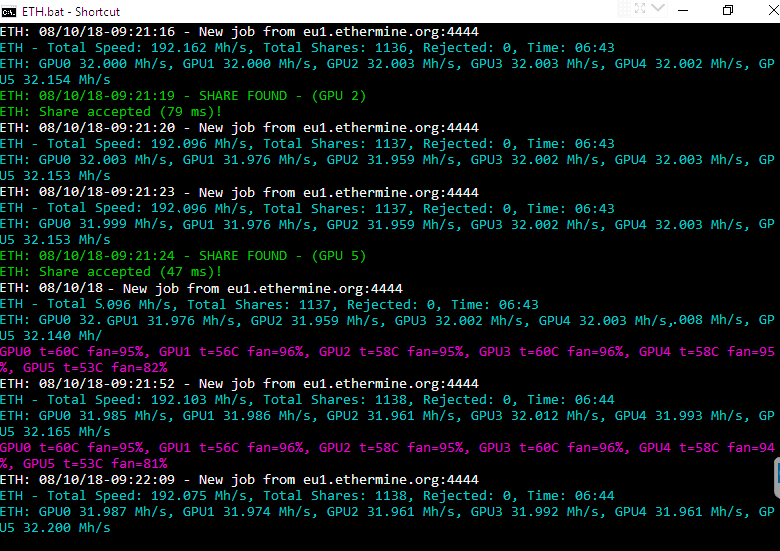 ETH.bat - Shortcut
ETH: 08/10/18-09:21:16 - New job from eu1.ethermine.org:4444
ETH - Total Speed: 192.162 Mh/s, Total Shares: 1136, Rejected: 0, Time: 06:43
ETH: GPU0 32.000 Mh/s, GPU1 32.000 Mh/s, GPU2 32.003 Mh/s, GPU3 32.003 Mh/s, GPU4 32.002 Mh/s, GP
U5 32.154 Mh/s
ETH: 08/10/18-09:21:19 - SHARE FOUND - (GPU 2)
ETH: Share accepted (79 ms)!
ETH: 08/10/18-09:21:20 - New job from eu1.ethermine.org:4444
ETH - Total Speed: 192.096 Mh/s, Total Shares: 1137, Rejected: 0, Time: 06:43
ETH: GPU0 32.003 Mh/s, GPU1 31.976 Mh/s, GPU2 31.959 Mh/s, GPU3 32.002 Mh/s, GPU4 32.003 Mh/s, GP
U5 32.153 Mh/s
ETH: 08/10/18-09:21:23 - New job from eu1.ethermine.org:4444
ETH - Total Speed: 192.096 Mh/s, Total Shares: 1137, Rejected: 0, Time: 06:43
ETH: GPU0 31.999 Mh/s, GPU1 31.976 Mh/s, GPU2 31.959 Mh/s, GPU3 32.002 Mh/s, GPU4 32.003 Mh/s, GP
U5 32.153 Mh/s
ETH: 08/10/18-09:21:24 - SHARE FOUND - (GPU 5)
ETH: Share accepted (47 ms)!
ETH: 08/10/18 - New job from eu1.ethermine.org:4444
ETH - Total S.096 Mh/s, Total Shares: 1137, Rejected: 0, Time: 06:43
ETH: GPU0 32. GPU1 31.976 Mh/s, GPU2 31.959 Mh/s, GPU3 32.002 Mh/s, GPU4 32.003 Mh/s,.008 Mh/s, GP
U5 32.140 Mh/
GPU0 t=60C fan=95%, GPU1 t=56C fan=96%, GPU2 t=58C fan=95%, GPU3 t=60C fan=96%, GPU4 t=58C fan=95
%, GPU5 t=53C fan=82%
ETH: 08/10/18-09:21:52 - New job from eu1.ethermine.org:4444
ETH - Total Speed: 192.103 Mh/s, Total Shares: 1138, Rejected: 0, Time: 06:44
ETH: GPU0 31.985 Mh/s, GPU1 31.986 Mh/s, GPU2 31.961 Mh/s, GPU3 32.012 Mh/s, GPU4 31.993 Mh/s, GP
U5 32.165 Mh/s
GPU0 t=60C fan=95%, GPU1 t=56C fan=96%, GPU2 t=58C fan=95%, GPU3 t=60C fan=96%, GPU4 t=58C fan=94
%, GPU5 t=53C fan=81%
ETH: 08/10/18-09:22:09 - New job from eu1.ethermine.org:4444
ETH - Total Speed: 192.075 Mh/s, Total Shares: 1138, Rejected: 0, Time: 06:44
ETH: GPU0 31.987 Mh/s, GPU1 31.974 Mh/s, GPU2 31.961 Mh/s, GPU3 31.992 Mh/s, GPU4 31.961 Mh/s, GP
U5 32.200 Mh/s